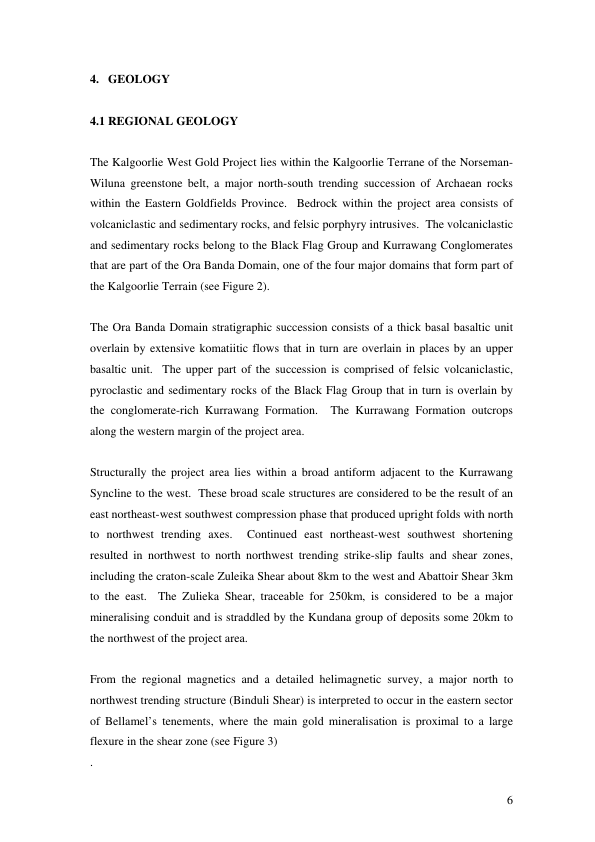 4. GEOLOGY
4.1 REGIONAL GEOLOGY
The Kalgoorlie West Gold Project lies within the Kalgoorlie Terrane of the Norseman-
Wiluna greenstone belt, a major north-south trending succession of Archaean rocks
within the Eastern Goldfields Province. Bedrock within the project area consists of
volcaniclastic and sedimentary rocks, and felsic porphyry intrusives. The volcaniclastic
and sedimentary rocks belong to the Black Flag Group and Kurrawang Conglomerates
that are part of the Ora Banda Domain, one of the four major domains that form part of
the Kalgoorlie Terrain (see Figure 2).
The Ora Banda Domain stratigraphic succession consists of a thick basal basaltic unit
overlain by extensive komatiitic flows that in turn are overlain in places by an upper
basaltic unit. The upper part of the succession is comprised of felsic volcaniclastic,
pyroclastic and sedimentary rocks of the Black Flag Group that in turn is overlain by
the conglomerate-rich Kurrawang Formation. The Kurrawang Formation outcrops
along the western margin of the project area.
Structurally the project area lies within a broad antiform adjacent to the Kurrawang
Syncline to the west. These broad scale structures are considered to be the result of an
east northeast-west southwest compression phase that produced upright folds with north
to northwest trending axes. Continued east northeast-west southwest shortening
resulted in northwest to north northwest trending strike-slip faults and shear zones,
including the craton-scale Zuleika Shear about 8km to the west and Abattoir Shear 3km
to the east. The Zulieka Shear, traceable for 250km, is considered to be a major
mineralising conduit and is straddled by the Kundana group of deposits some 20km to
the northwest of the project area.
From the regional magnetics and a detailed helimagnetic survey, a major north to
northwest trending structure (Binduli Shear) is interpreted to occur in the eastern sector
of Bellamel's tenements, where the main gold mineralisation is proximal to a large
flexure in the shear zone (see Figure 3)
.
6